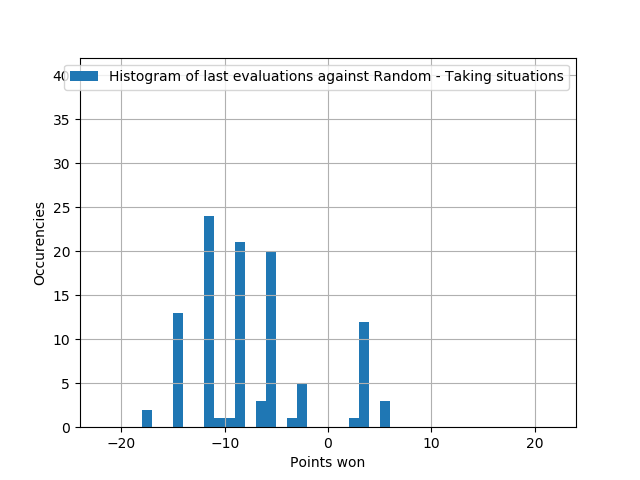 Histogram of last evaluations against Random - Taking situations
40
35
30
25
20
15
10
5
0
Occurencies
−20 −10 0 10 20
Points won